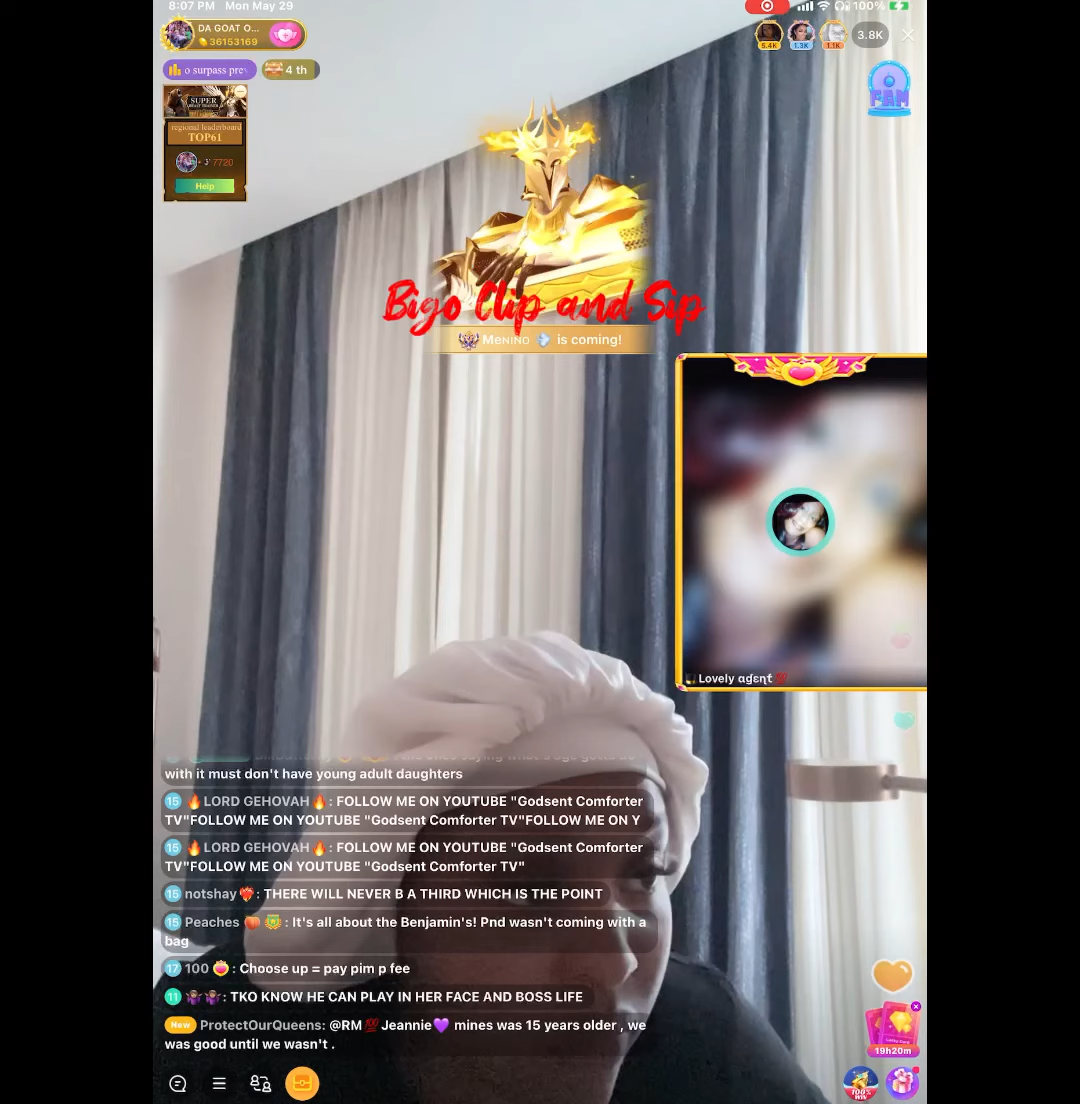 8:07 PM Mon May 29
100%
DA GOAT O...
36153169
5.4K
1.3K
1.1K
3.8K
o surpass pre
4 th
FAM
SUPER
regional leaderboard
TOP61
7720
Help
Bigo Clip and Sip
MENINO 💨 is coming!
Lovely αɠɛɳƭ 💯
with it must don't have young adult daughters
15 🔥LORD GEHOVAH🔥: FOLLOW ME ON YOUTUBE "Godsent Comforter
TV"FOLLOW ME ON YOUTUBE "Godsent Comforter TV"FOLLOW ME ON Y
15 🔥LORD GEHOVAH🔥: FOLLOW ME ON YOUTUBE "Godsent Comforter
TV"FOLLOW ME ON YOUTUBE "Godsent Comforter TV"
15 notshay❤️‍🔥: THERE WILL NEVER B A THIRD WHICH IS THE POINT
15 Peaches 🍑 : It's all about the Benjamin's! Pnd wasn't coming with a
bag
17 100 : Choose up = pay pim p fee
11 : TKO KNOW HE CAN PLAY IN HER FACE AND BOSS LIFE
New ProtectOurQueens: @RM💯Jeannie💜 mines was 15 years older , we
was good until we wasn't .
19h20m
100%
WIN